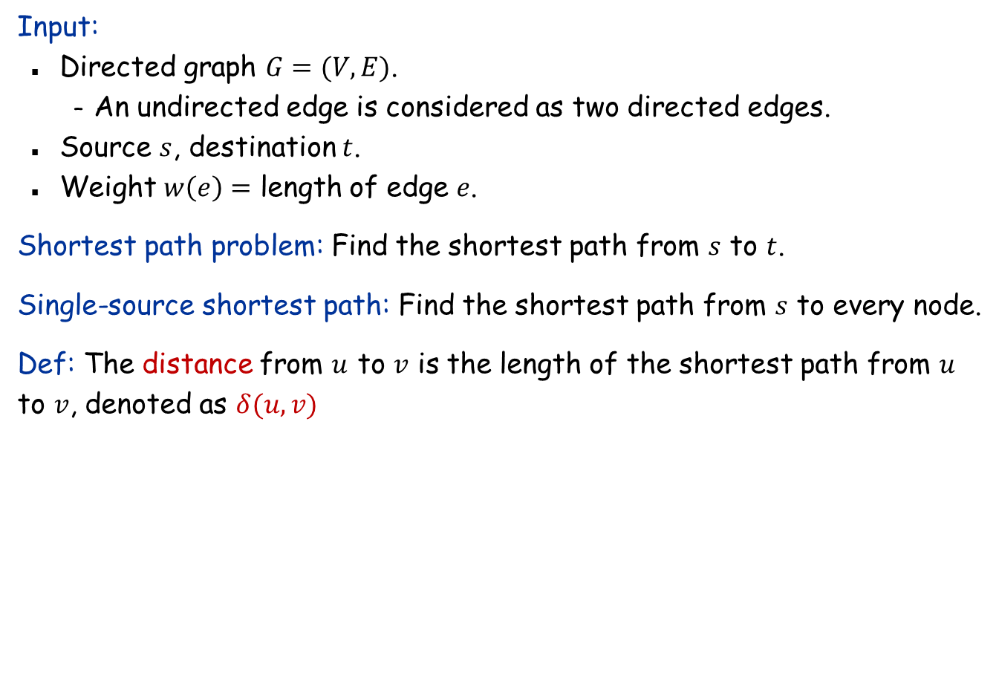 Input:
▪ Directed graph G = (V, E).
- An undirected edge is considered as two directed edges.
▪ Source s, destination t.
▪ Weight w(e) = length of edge e.
Shortest path problem: Find the shortest path from s to t.
Single-source shortest path: Find the shortest path from s to every node.
Def: The distance from u to v is the length of the shortest path from u
to v, denoted as δ(u, v)